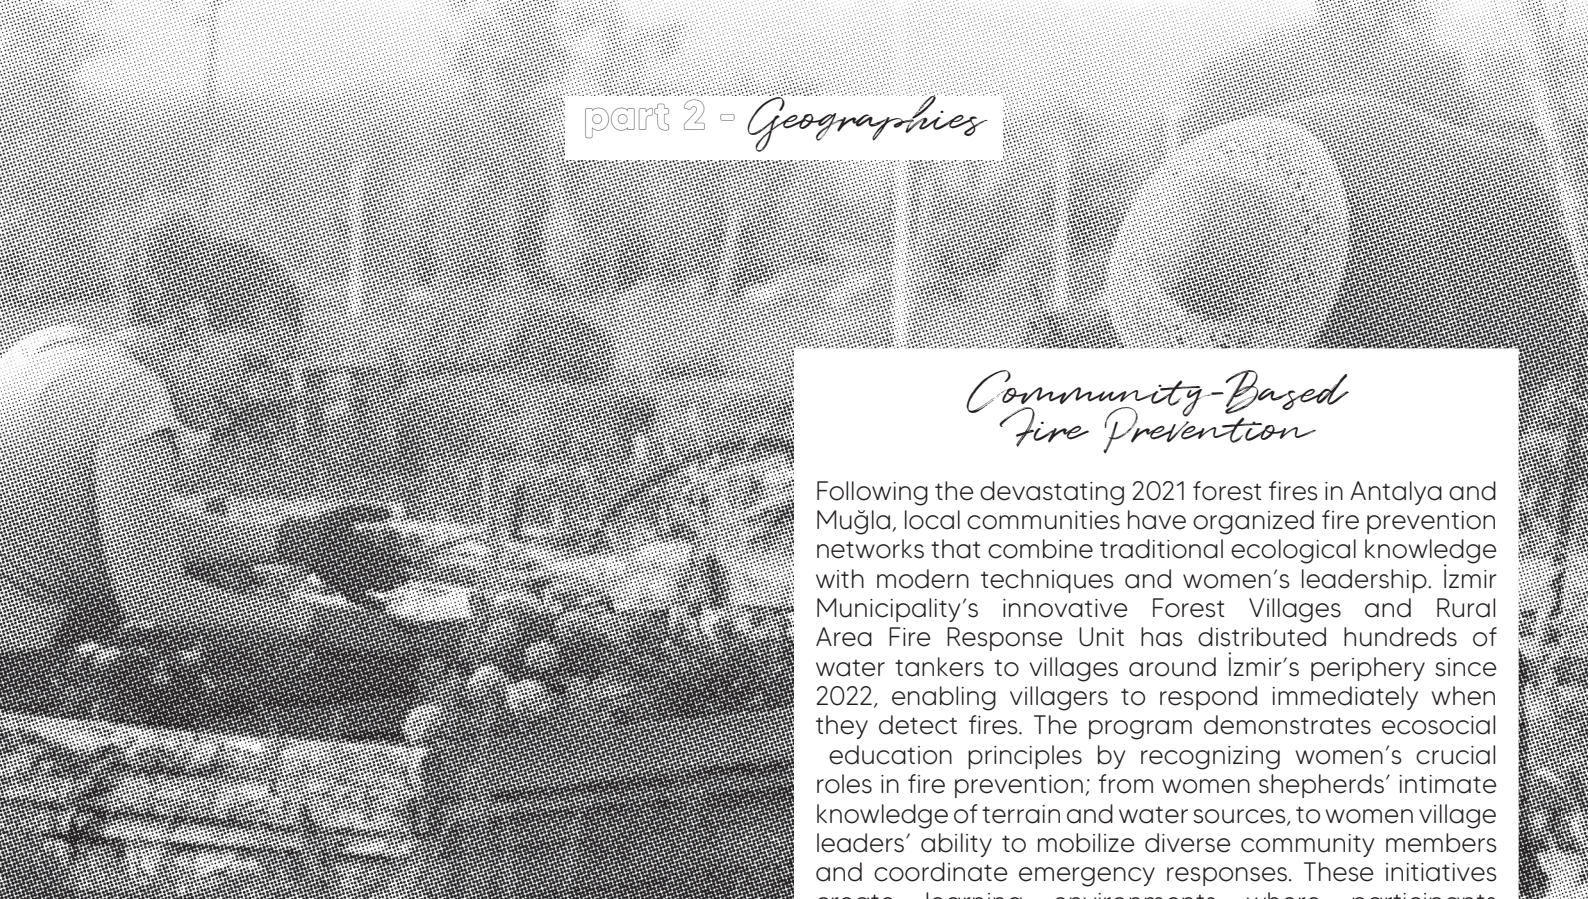 part 2 - Geographies
Community-Based
Fire Prevention
Following the devastating 2021 forest fires in Antalya and
Muğla, local communities have organized fire prevention
networks that combine traditional ecological knowledge
with modern techniques and women's leadership. İzmir
Municipality's innovative Forest Villages and Rural
Area Fire Response Unit has distributed hundreds of
water tankers to villages around İzmir's periphery since
2022, enabling villagers to respond immediately when
they detect fires. The program demonstrates ecosocial
education principles by recognizing women's crucial
roles in fire prevention; from women shepherds' intimate
knowledge of terrain and water sources, to women village
leaders' ability to mobilize diverse community members
and coordinate emergency responses. These initiatives
create learning environments where participants